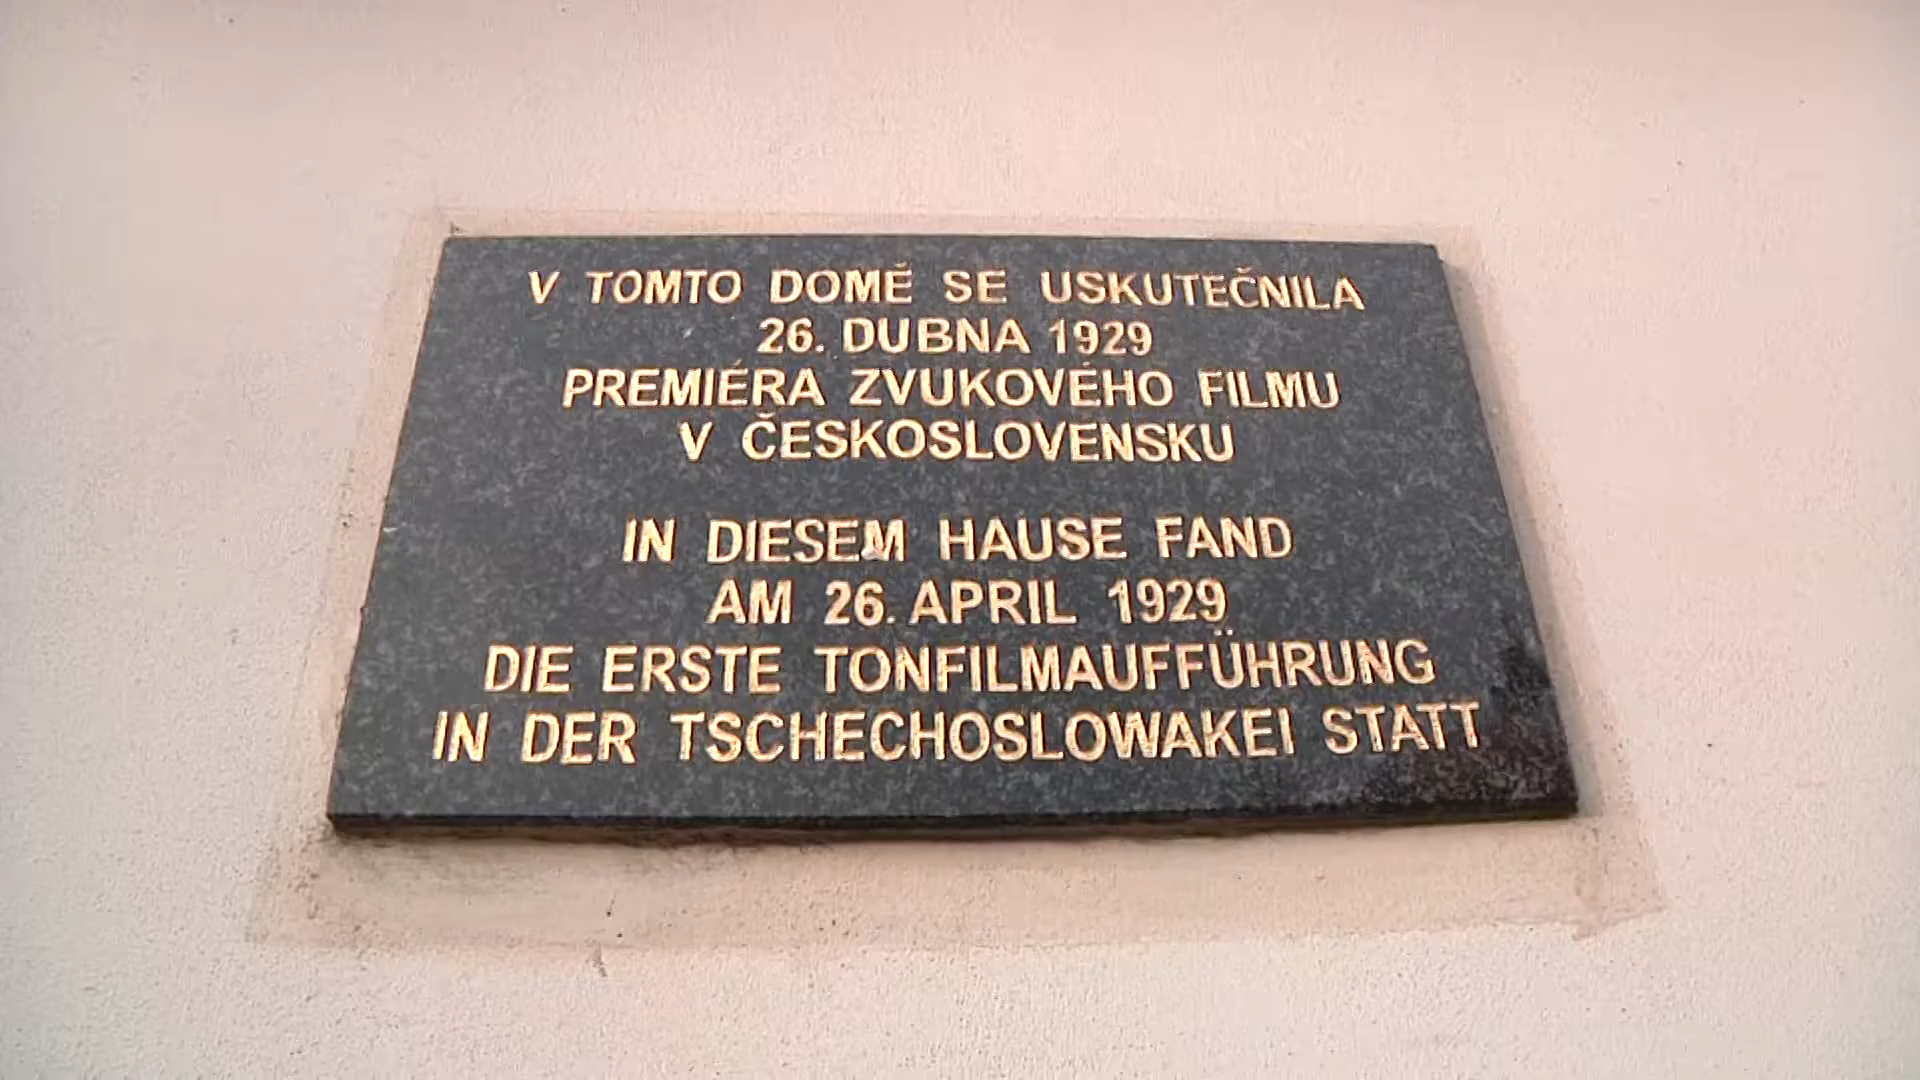 V TOMTO DOMĚ SE USKUTEČNILA
26. DUBNA 1929
PREMIÉRA ZVUKOVÉHO FILMU
V ČESKOSLOVENSKU
IN DIESEM HAUSE FAND
AM 26. APRIL 1929
DIE ERSTE TONFILMAUFFÜHRUNG
IN DER TSCHECHOSLOWAKEI STATT